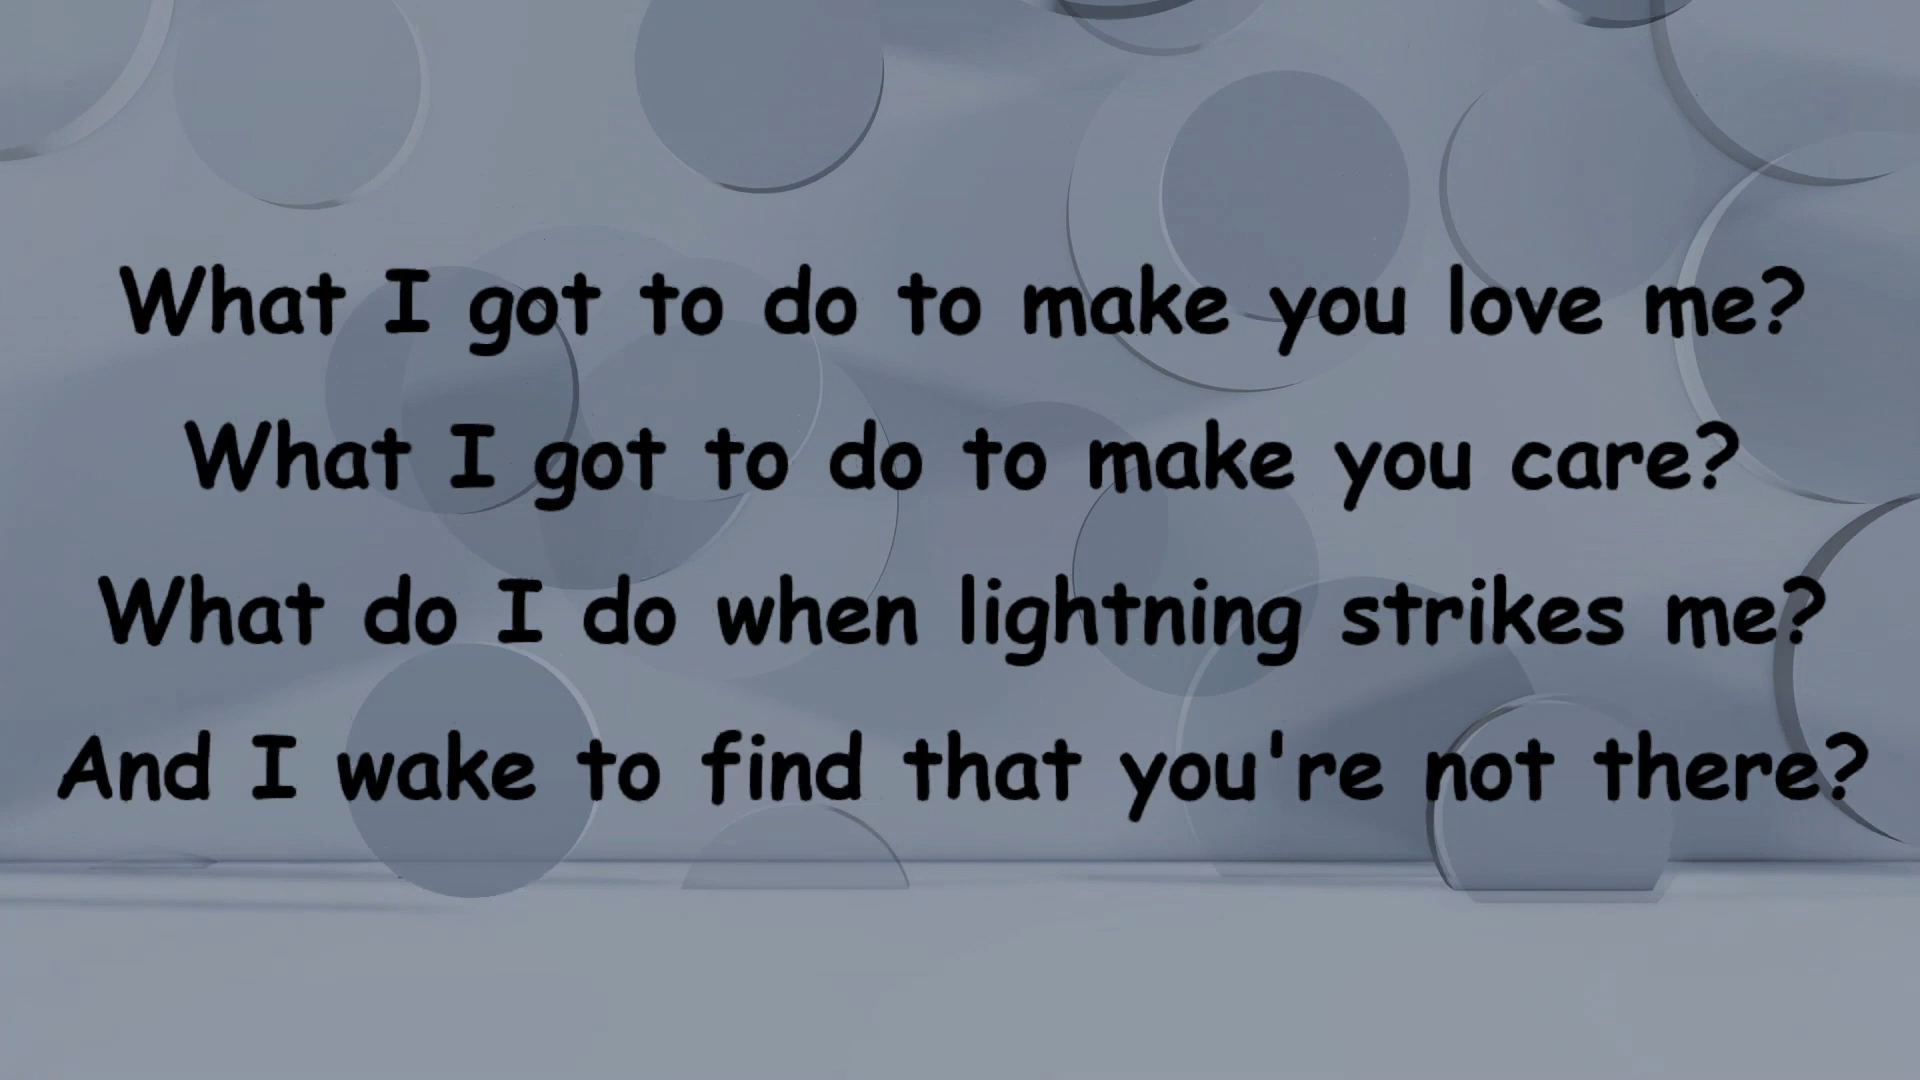 What I got to do to make you love me?
What I got to do to make you care?
What do I do when lightning strikes me?
And I wake to find that you're not there?